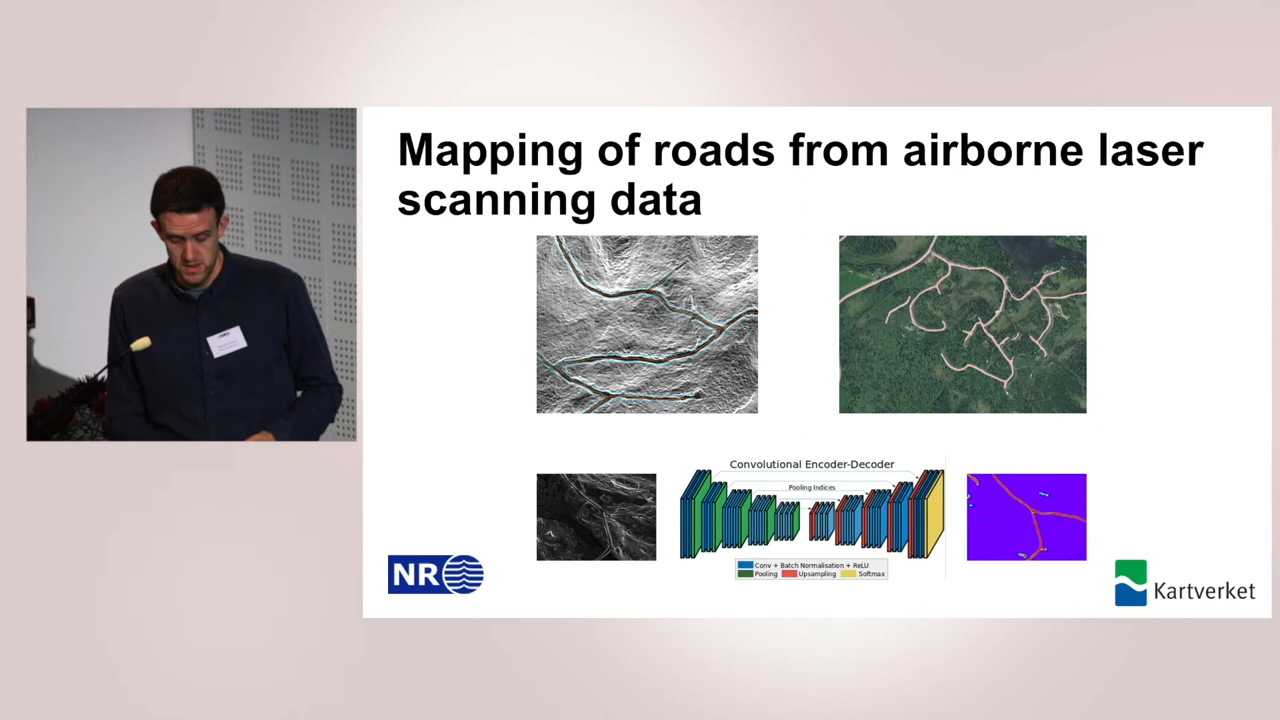 Mapping of roads from airborne laser
scanning data
Convolutional Encoder-Decoder
Pooling Indices
Conv + Batch Normalisation + ReLU
Pooling Upsampling Softmax
NR
Kartverket